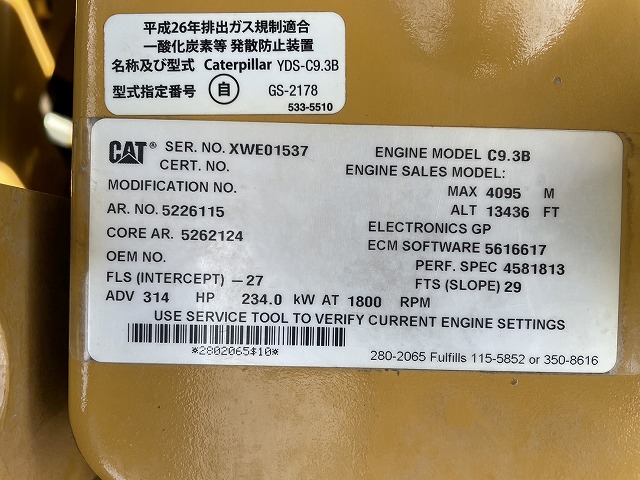 平成26年排出ガス規制適合
一酸化炭素等 発散防止装置
名称及び型式 Caterpillar YDS-C9.3B
型式指定番号 自 GS-2178
533-5510
CAT® SER. NO. XWE01537 ENGINE MODEL C9.3B
CERT. NO. ENGINE SALES MODEL:
MODIFICATION NO. MAX 4095 M
AR. NO. 5226115 ALT 13436 FT
CORE AR. 5262124 ELECTRONICS GP
ECM SOFTWARE 5616617
OEM NO. PERF. SPEC 4581813
FLS (INTERCEPT) -27 FTS (SLOPE) 29
ADV 314 HP 234.0 kW AT 1800 RPM
USE SERVICE TOOL TO VERIFY CURRENT ENGINE SETTINGS
*2802065$10*
280-2065 Fulfills 115-5852 or 350-8616